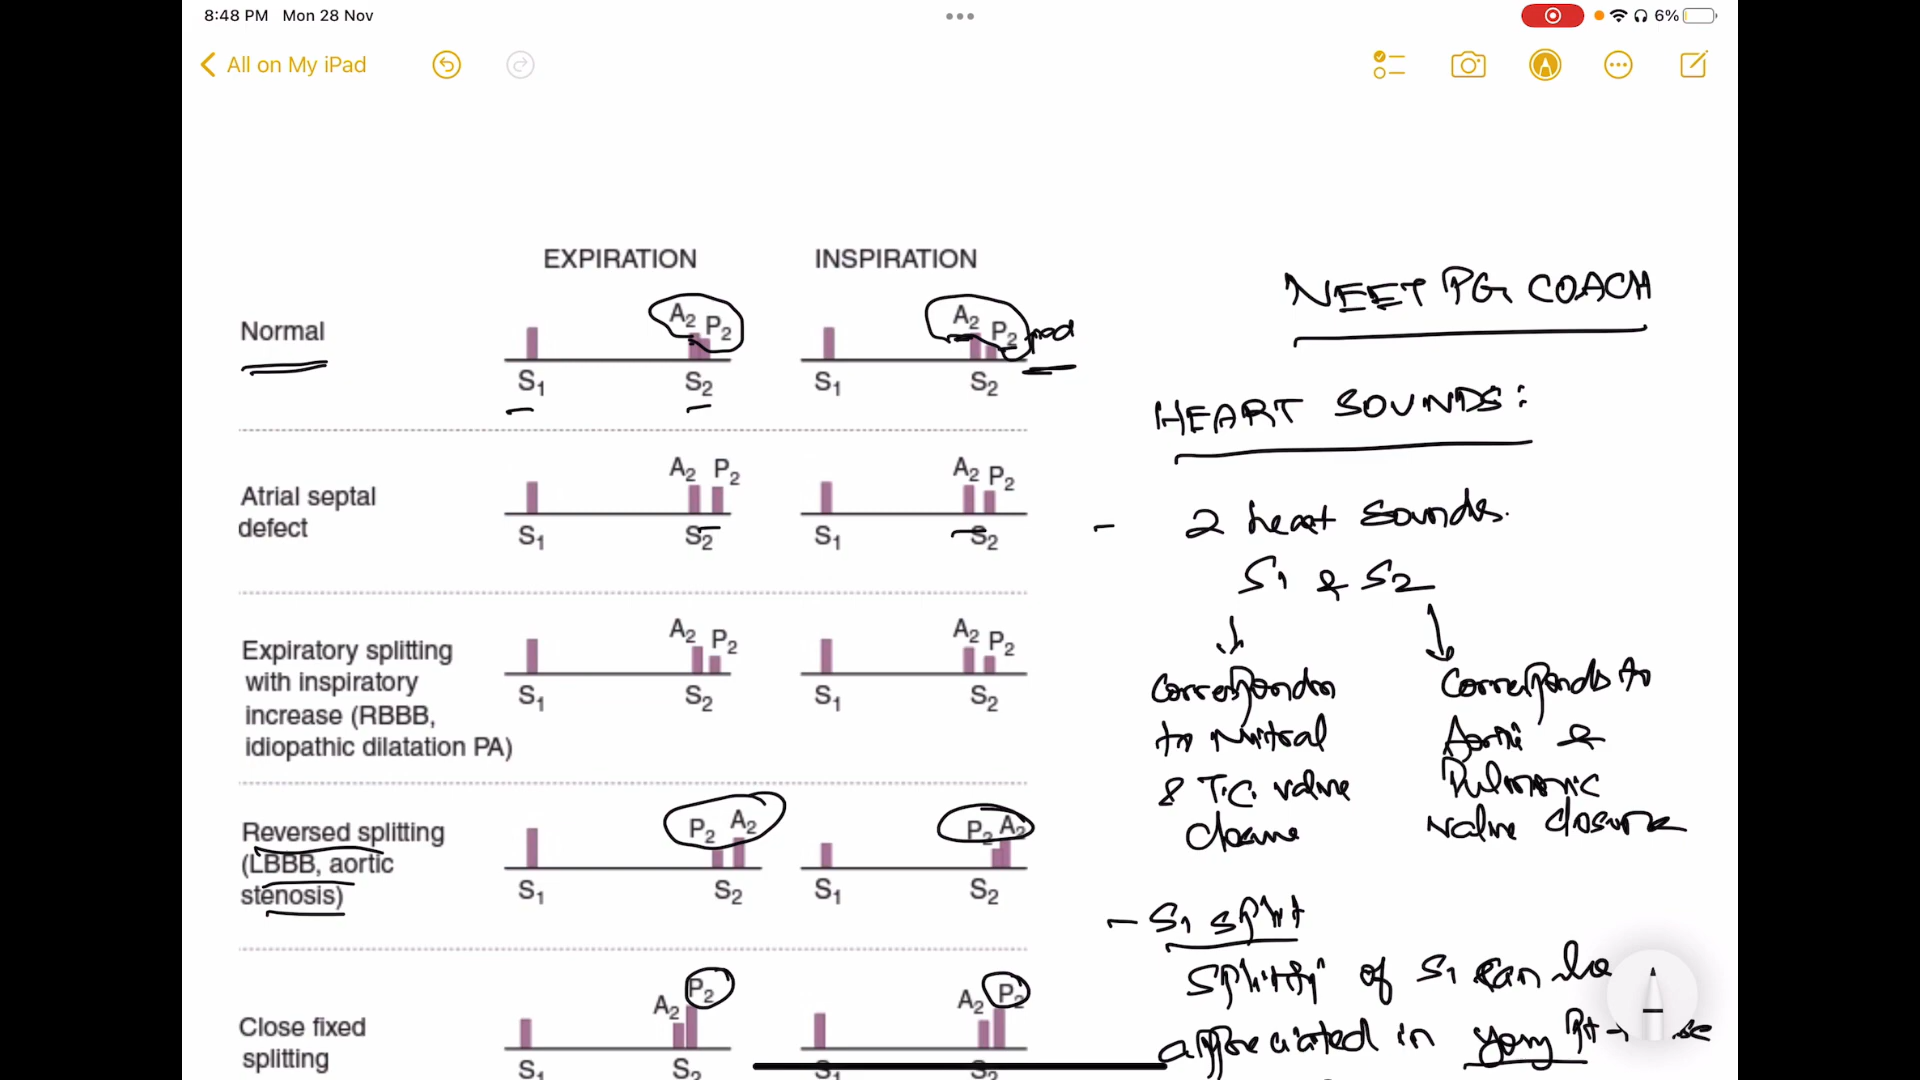 8:48 PM Mon 28 Nov
6%
All on My iPad
EXPIRATION INSPIRATION
Normal
A2 P2
A2 P2
S1 S2 S1 S2
Atrial septal
defect
A2 P2
A2 P2
S1 S2 S1 S2
Expiratory splitting
with inspiratory
increase (RBBB,
idiopathic dilatation PA)
A2 P2
A2 P2
S1 S2 S1 S2
Reversed splitting
(LBBB, aortic
stenosis)
P2 A2
P2 A2
S1 S2 S1 S2
Close fixed
splitting
A2 P2
A2 P2
S1 S2 S1 S2
NEET PG COACH
HEART SOUNDS:
- 2 heart sounds.
S1 & S2
to Mitral
& T.C. valve
closure
Corresponds to
Aortic &
Pulmonic
valve closure
- S1 split
of S1 can be
appreciated in young Pt